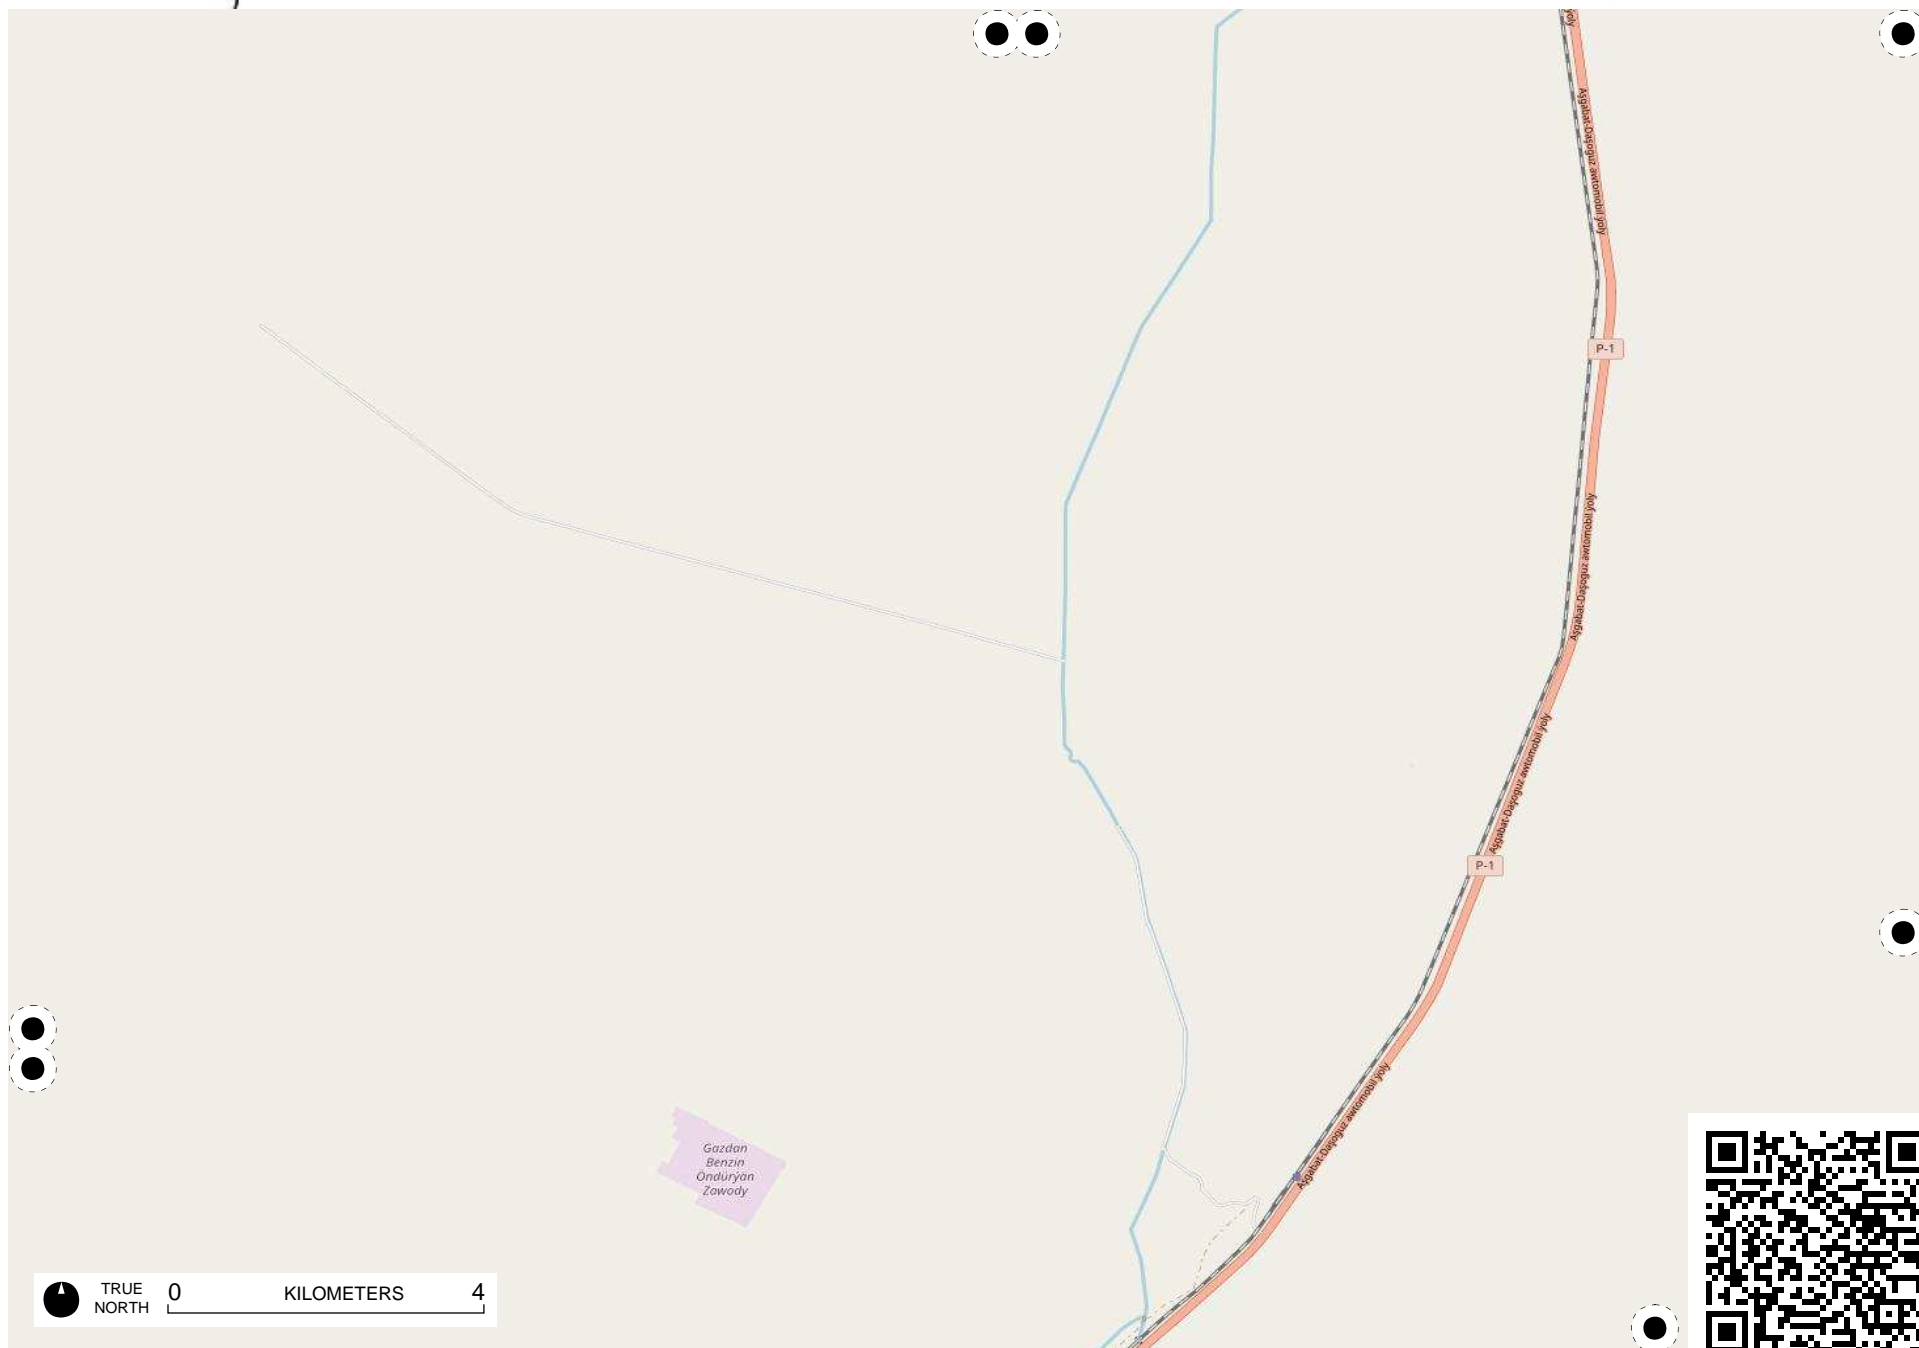 ýoly
Aşgabat-Daşoguz awtomobil ýoly
P-1
Aşgabat-Daşoguz awtomobil ýoly
Aşgabat-Daşoguz awtomobil ýoly
P-1
Aşgabat-Daşoguz awtomobil ýoly
Gazdan
Benzin
Öndürýän
Zawody
TRUE
NORTH
0 KILOMETERS 4